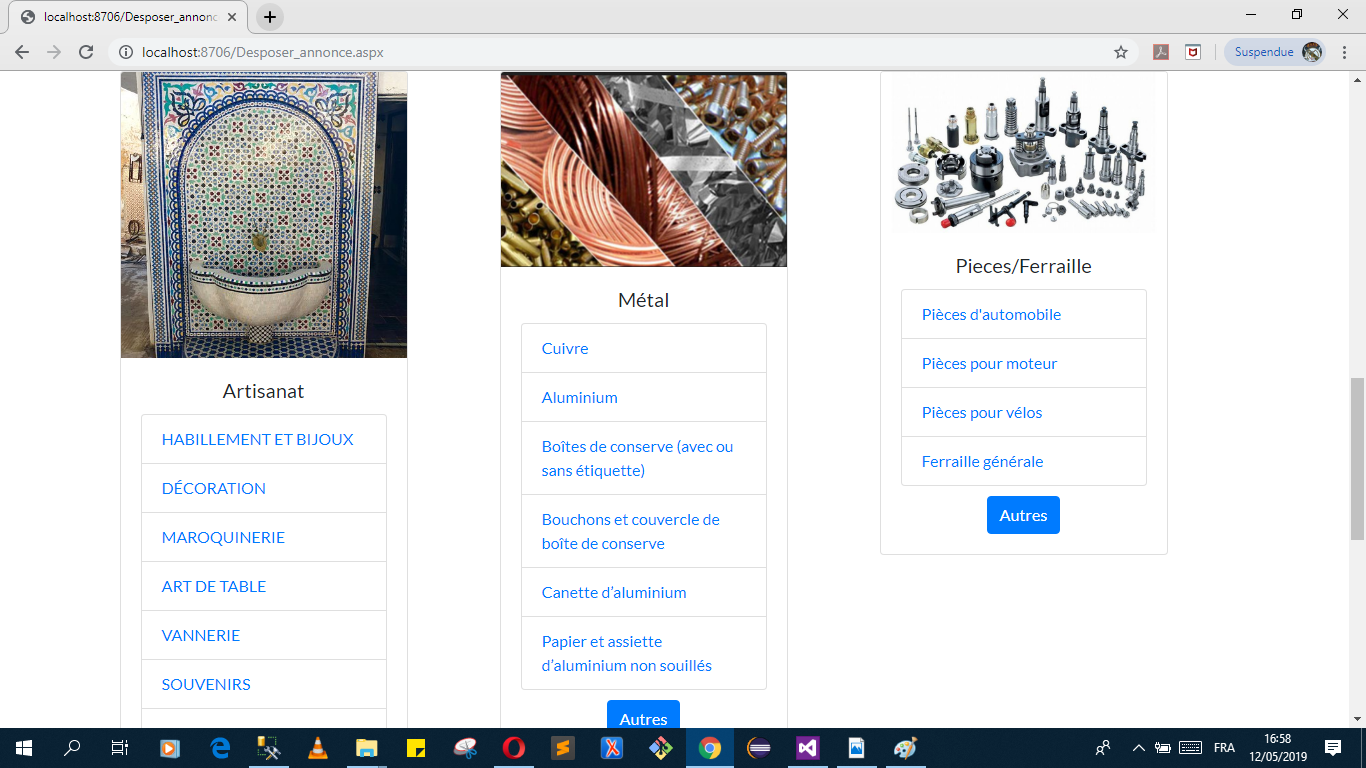 localhost:8706/Desposer_annonc
localhost:8706/Desposer_annonce.aspx
Suspendue
Artisanat
HABILLEMENT ET BIJOUX
DÉCORATION
MAROQUINERIE
ART DE TABLE
VANNERIE
SOUVENIRS
Métal
Cuivre
Aluminium
Boîtes de conserve (avec ou
sans étiquette)
Bouchons et couvercle de
boîte de conserve
Canette d’aluminium
Papier et assiette
d’aluminium non souillés
Autres
Pieces/Ferraille
Pièces d'automobile
Pièces pour moteur
Pièces pour vélos
Ferraille générale
Autres
FRA
16:58
12/05/2019